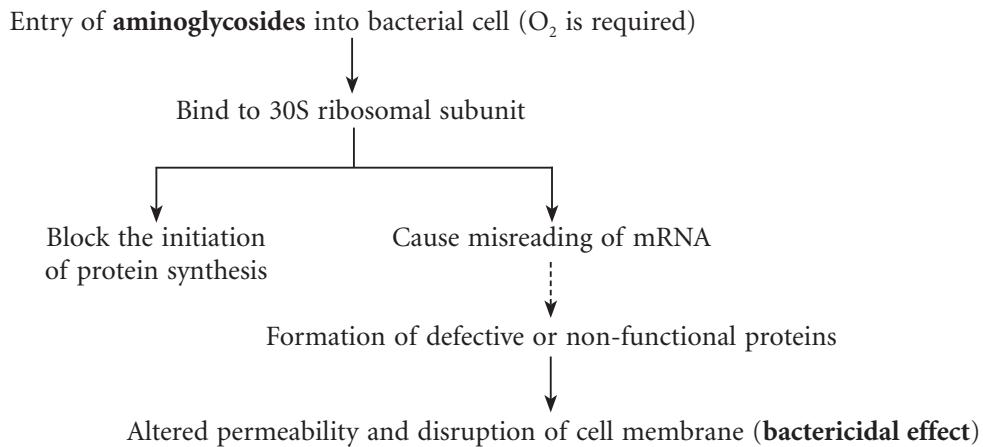 Entry of aminoglycosides into bacterial cell (O₂ is required)
Bind to 30S ribosomal subunit
Block the initiation
of protein synthesis
Cause misreading of mRNA
Formation of defective or non-functional proteins
Altered permeability and disruption of cell membrane (bactericidal effect)